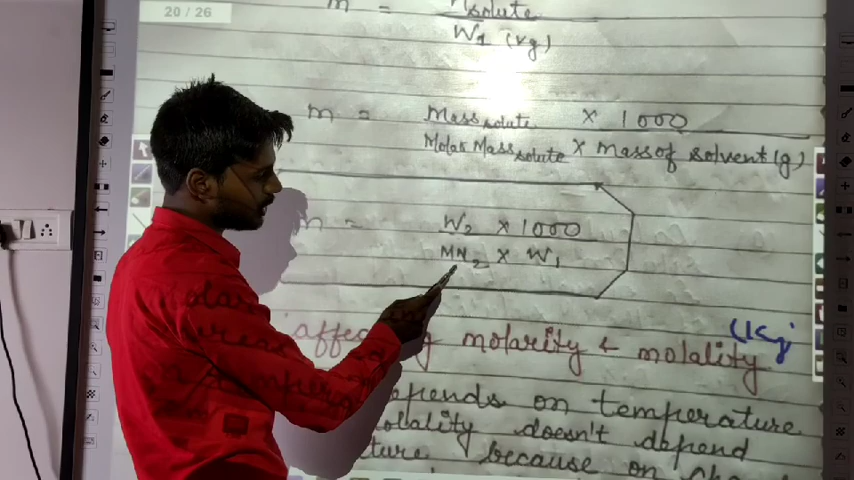 20 / 26
m = n solute
W1 (kg)
m = Mass solute × 1000
Molar Mass solute × mass of solvent (g)
m = W2 × 1000
MM2 × W1
affecting molarity & molality (Kg)
depends on temperature
molality doesn't depend
because on